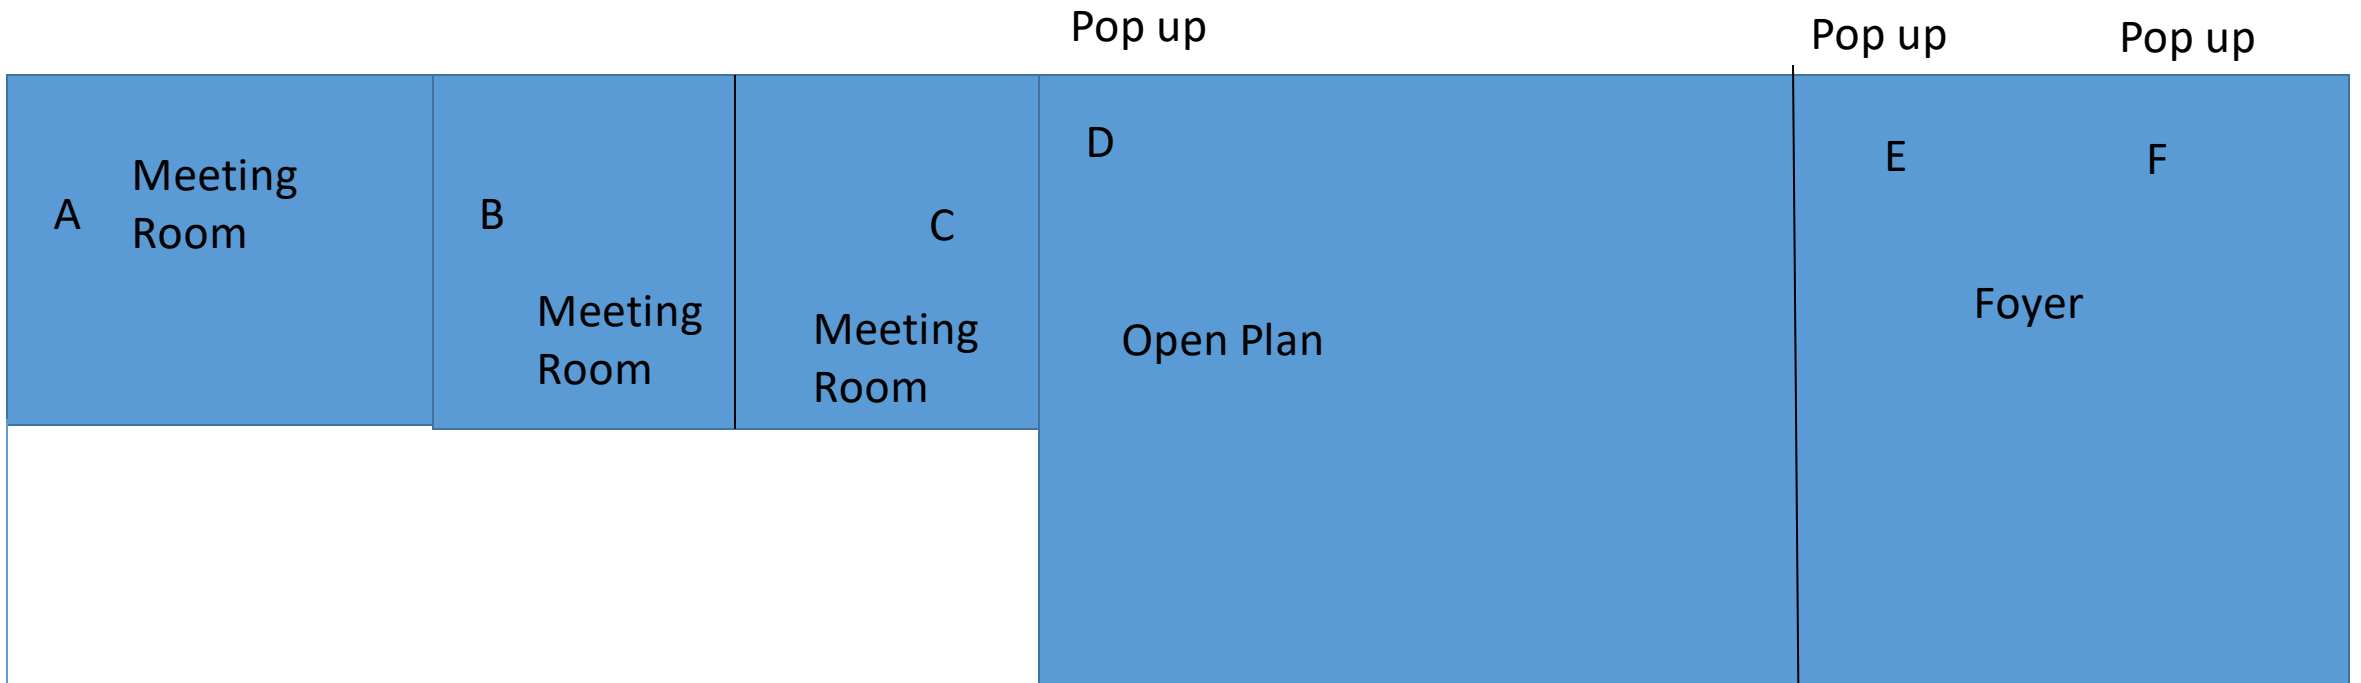 Pop up
Pop up
Pop up
A
Meeting
Room
B
Meeting
Room
C
Meeting
Room
D
Open Plan
E
F
Foyer